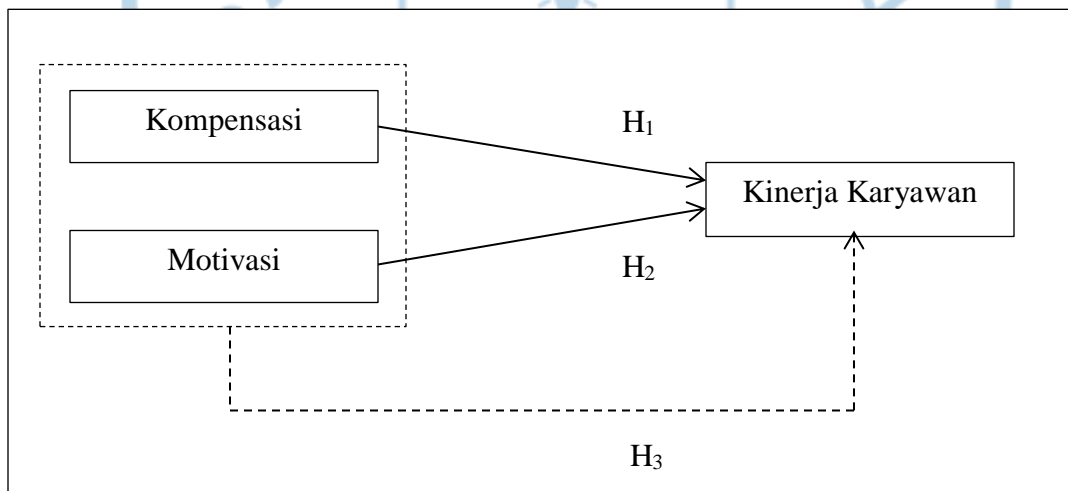 Kompensasi
H₁
Kinerja Karyawan
Motivasi
H₂
H₃